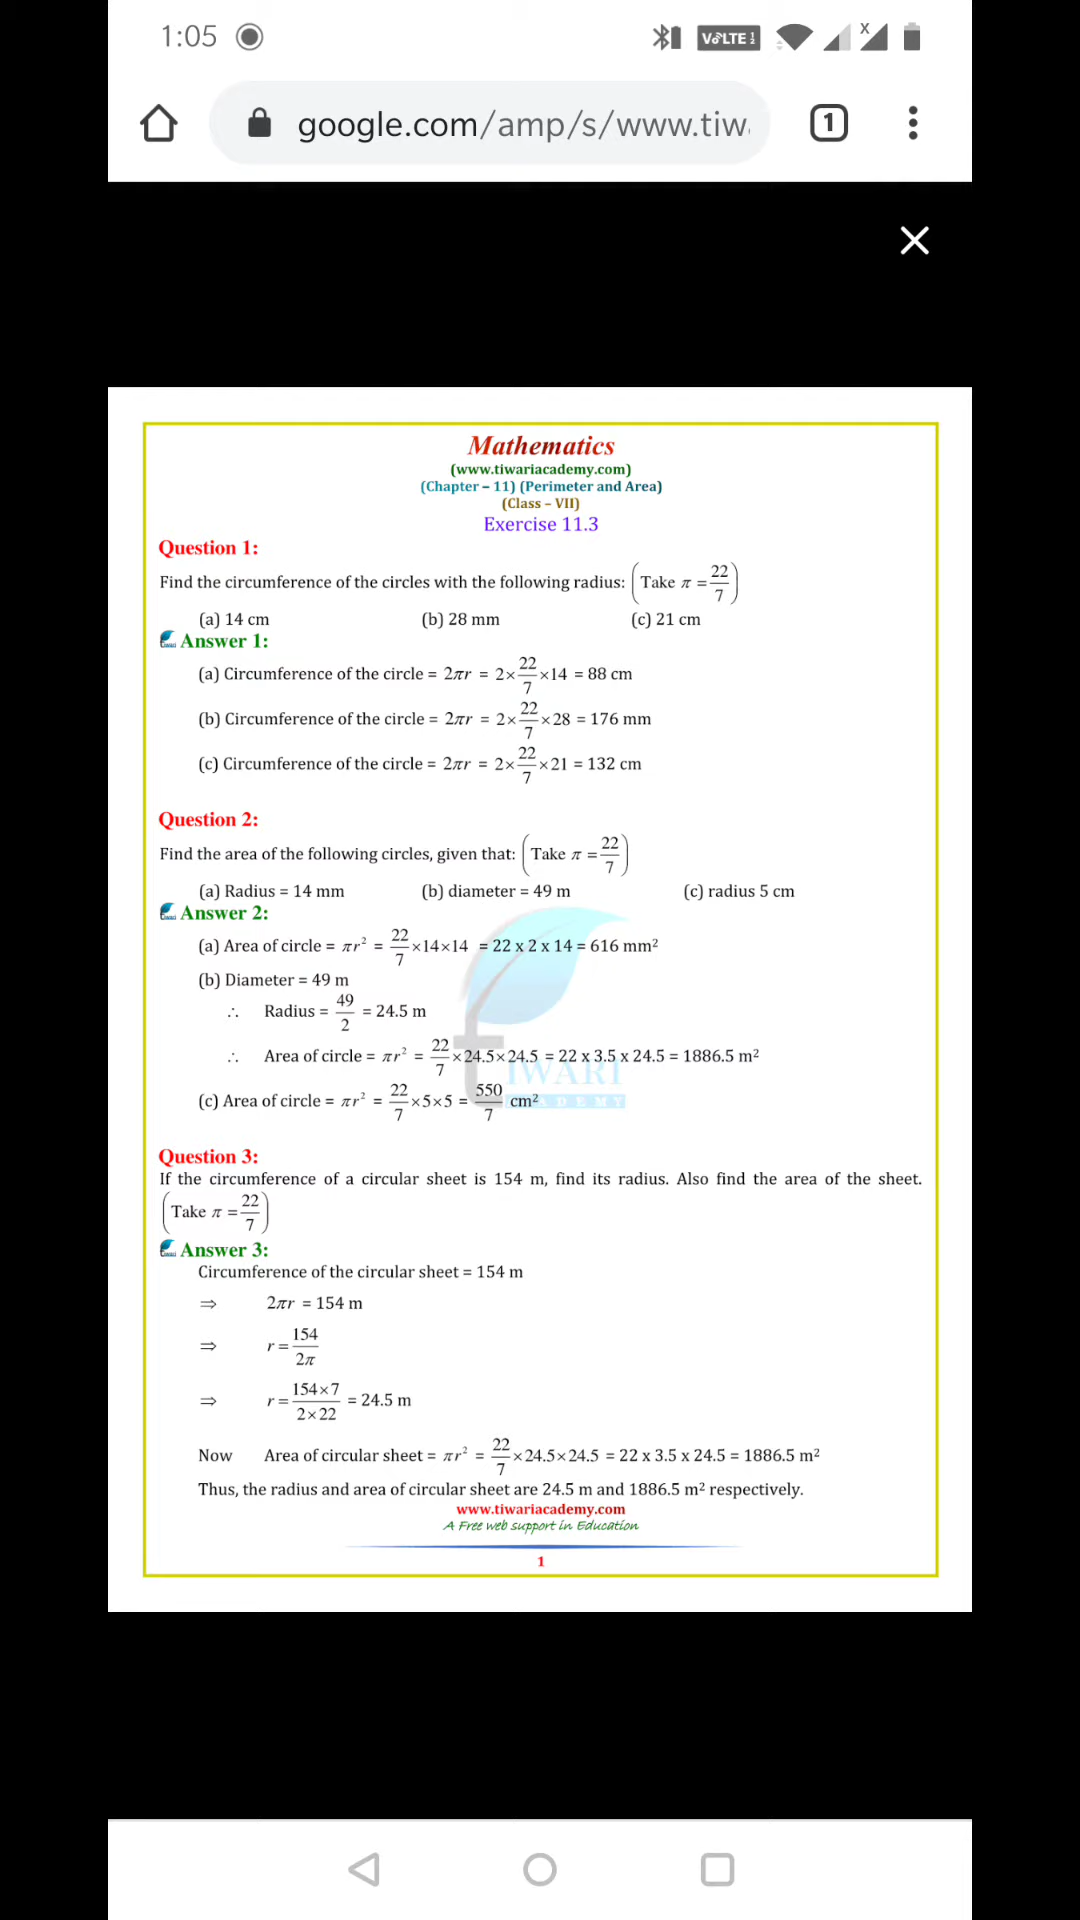 1:05
VoLTE 1 X
google.com/amp/s/www.tiw
1
Mathematics
(www.tiwariacademy.com)
(Chapter – 11) (Perimeter and Area)
(Class – VII)
Exercise 11.3
Question 1:
Find the circumference of the circles with the following radius: (Take π = 22/7)
(a) 14 cm (b) 28 mm (c) 21 cm
Answer 1:
(a) Circumference of the circle = 2πr = 2×22/7×14 = 88 cm
(b) Circumference of the circle = 2πr = 2×22/7×28 = 176 mm
(c) Circumference of the circle = 2πr = 2×22/7×21 = 132 cm
Question 2:
Find the area of the following circles, given that: (Take π = 22/7)
(a) Radius = 14 mm (b) diameter = 49 m (c) radius 5 cm
Answer 2:
(a) Area of circle = πr² = 22/7×14×14 = 22 x 2 x 14 = 616 mm²
(b) Diameter = 49 m
∴ Radius = 49/2 = 24.5 m
∴ Area of circle = πr² = 22/7×24.5×24.5 = 22 x 3.5 x 24.5 = 1886.5 m²
TIWARI
(c) Area of circle = πr² = 22/7×5×5 = 550/7 cm²
ADEMY
Question 3:
If the circumference of a circular sheet is 154 m, find its radius. Also find the area of the sheet.
(Take π = 22/7)
Answer 3:
Circumference of the circular sheet = 154 m
⇒ 2πr = 154 m
⇒ r = 154/2π
⇒ r = 154×7/2×22 = 24.5 m
Now Area of circular sheet = πr² = 22/7×24.5×24.5 = 22 x 3.5 x 24.5 = 1886.5 m²
Thus, the radius and area of circular sheet are 24.5 m and 1886.5 m² respectively.
www.tiwariacademy.com
A Free web support in Education
1